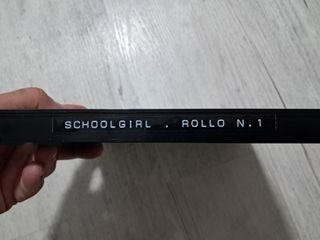 SCHOOLGIRL . ROLLO N.1